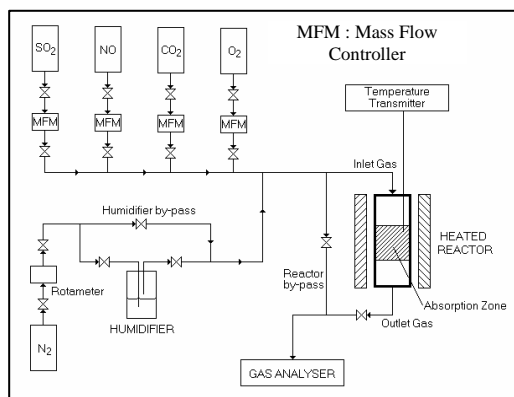 MFM : Mass Flow
Controller
SO2
NO
CO2
O2
MFM
MFM
MFM
MFM
Temperature
Transmitter
Inlet Gas
Humidifier by-pass
HEATED
REACTOR
Reactor
by-pass
Rotameter
HUMIDIFIER
Absorption Zone
Outlet Gas
N2
GAS ANALYSER